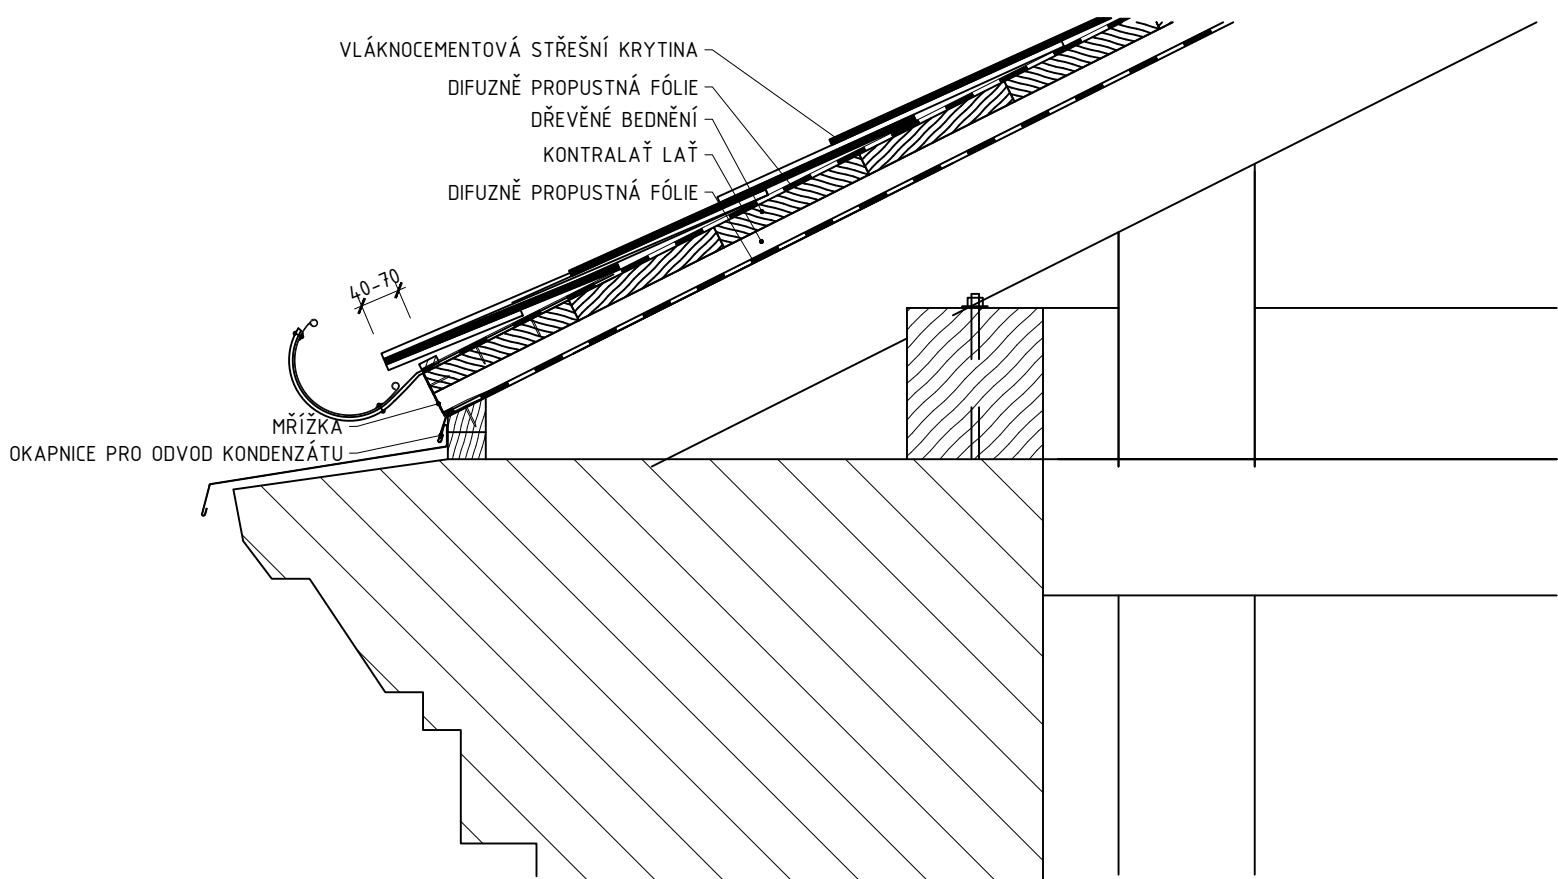 VLÁKNOCEMENTOVÁ STŘEŠNÍ KRYTINA
DIFUZNĚ PROPUSTNÁ FÓLIE
DŘEVĚNÉ BEDNĚNÍ
KONTRALAŤ LAŤ
DIFUZNĚ PROPUSTNÁ FÓLIE
40-70
MŘÍŽKA
OKAPNICE PRO ODVOD KONDENZÁTU